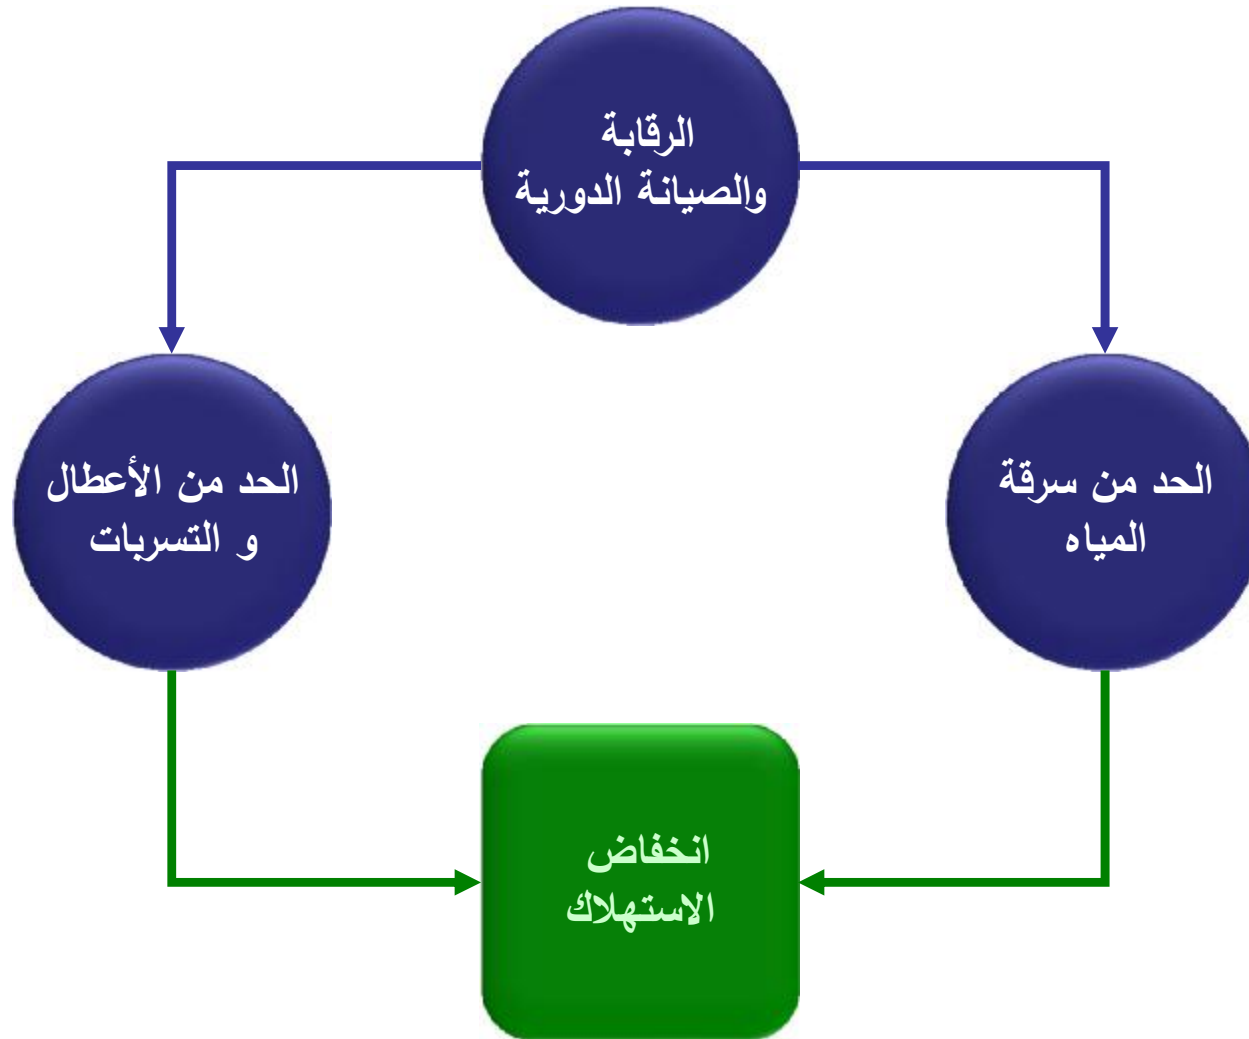 الرقابة
والصيانة الدورية
الحد من سرقة
المياه
الحد من الأعطال
و التسربات
انخفاض
الاستهلاك